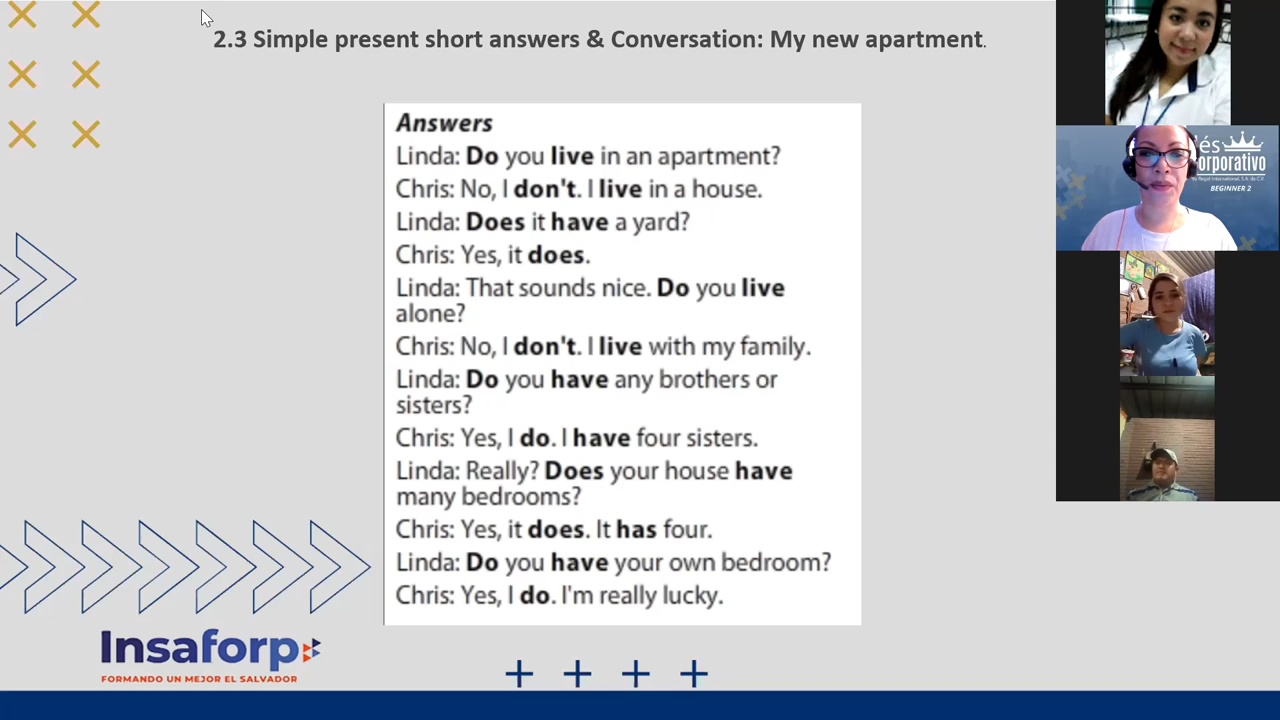 2.3 Simple present short answers & Conversation: My new apartment.
Answers
Linda: Do you live in an apartment?
Chris: No, I don't. I live in a house.
Linda: Does it have a yard?
Chris: Yes, it does.
Linda: That sounds nice. Do you live
alone?
Chris: No, I don't. I live with my family.
Linda: Do you have any brothers or
sisters?
Chris: Yes, I do. I have four sisters.
Linda: Really? Does your house have
many bedrooms?
Chris: Yes, it does. It has four.
Linda: Do you have your own bedroom?
Chris: Yes, I do. I'm really lucky.
Insaforp
FORMANDO UN MEJOR EL SALVADOR
és
orporativo
BEGINNER 2